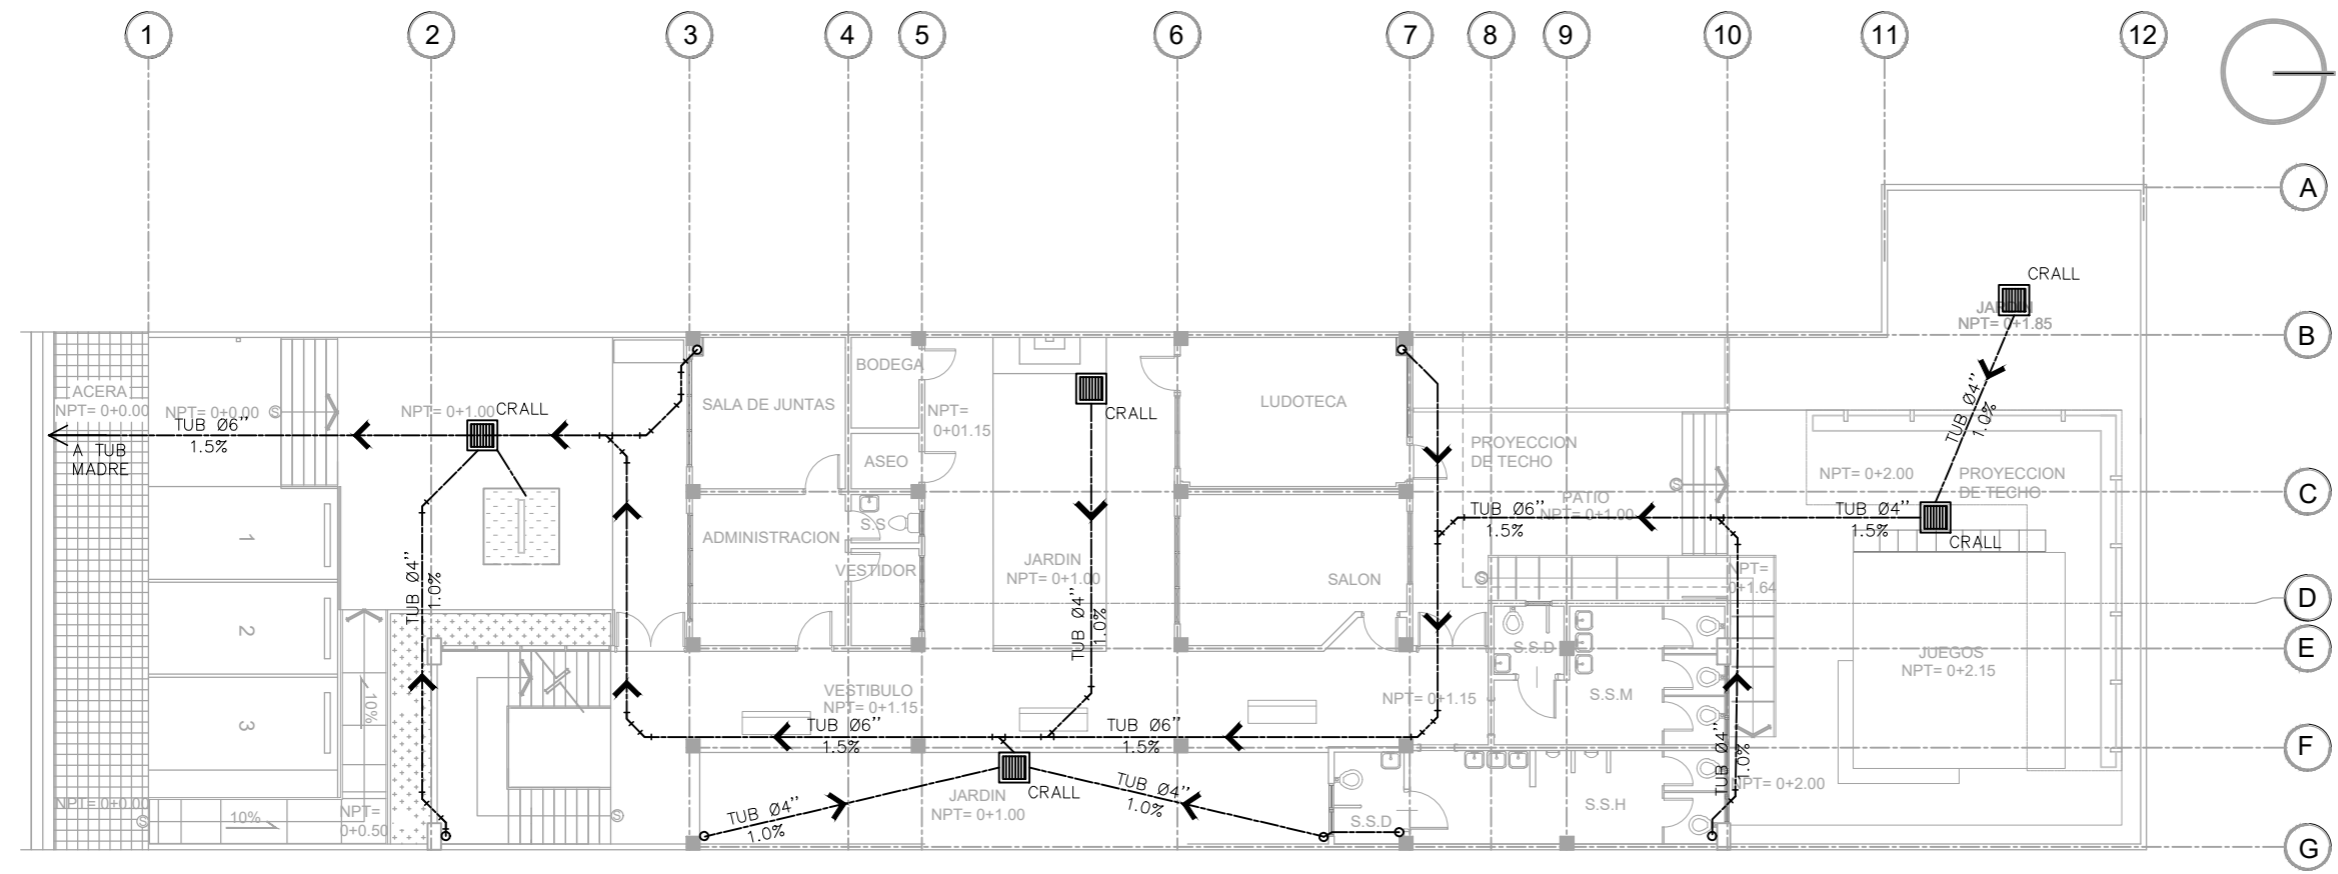 1 2 3 4 5 6 7 8 9 10 11 12
A
B
C
D
E
F
G
CRALL
JARDIN
NPT= 0+1.85
TUB Ø4"
1.0%
ACERA
NPT= 0+0.00
NPT= 0+0.00
S
NPT= 0+1.00
CRALL
TUB Ø6"
1.5%
A TUB
MADRE
SALA DE JUNTAS
BODEGA
NPT=
0+01.15
ASEO
CRALL
LUDOTECA
PROYECCION
DE TECHO
S
PATIO
NPT= 0+1.00
TUB Ø6"
1.5%
NPT= 0+2.00
PROYECCION
DE TECHO
TUB Ø4"
1.5%
CRALL
ADMINISTRACION
S.S
VESTIDOR
JARDIN
NPT= 0+1.00
TUB Ø4"
1.0%
SALON
S
NPT=
0+1.64
1
2
3
TUB Ø4"
1.0%
10%
S.S.D
S.S.M
JUEGOS
NPT= 0+2.15
VESTIBULO
NPT= 0+1.15
NPT= 0+1.15
TUB Ø6"
1.5%
TUB Ø6"
1.5%
TUB Ø4"
1.0%
NPT= 0+2.00
NPT= 0+0.00
S
10%
NPT=
0+0.50
S
TUB Ø4"
1.0%
CRALL
JARDIN
NPT= 0+1.00
TUB Ø4"
1.0%
S.S.D
S.S.H